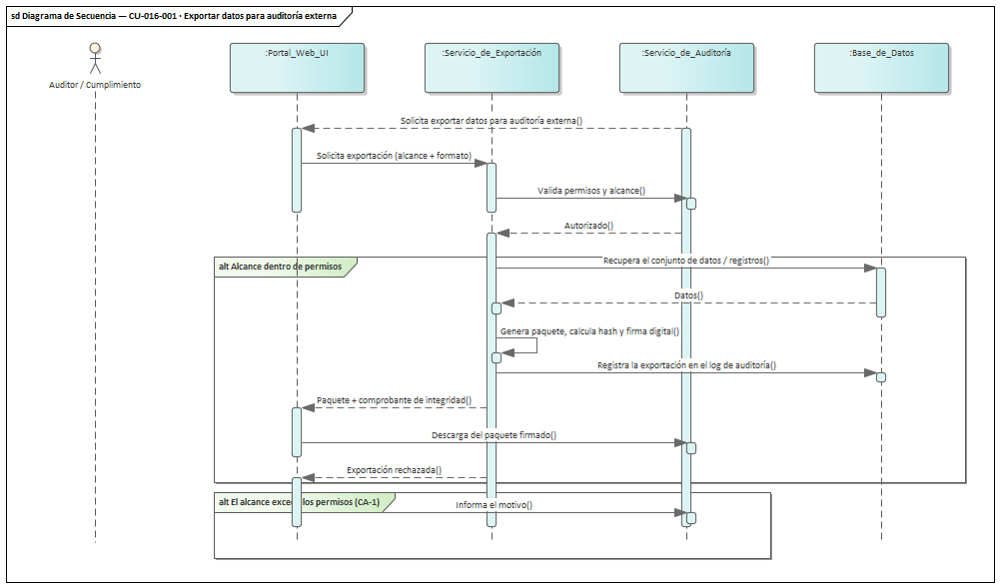 sd Diagrama de Secuencia — CU-016-001 · Exportar datos para auditoría externa
Auditor / Cumplimiento
:Portal_Web_UI
:Servicio_de_Exportación
:Servicio_de_Auditoría
:Base_de_Datos
Solicita exportar datos para auditoría externa()
Solicita exportación (alcance + formato)
Valida permisos y alcance()
Autorizado()
alt Alcance dentro de permisos
Recupera el conjunto de datos / registros()
Datos()
Genera paquete, calcula hash y firma digital()
Registra la exportación en el log de auditoría()
Paquete + comprobante de integridad()
Descarga del paquete firmado()
Exportación rechazada()
alt El alcance exce los permisos (CA-1)
Informa el motivo()